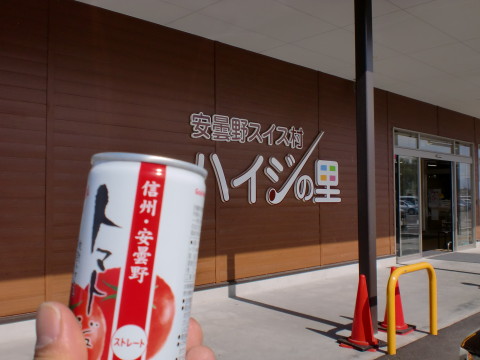 安曇野スイス村
ハイジの里
信州・安曇野
トマト
ストレート